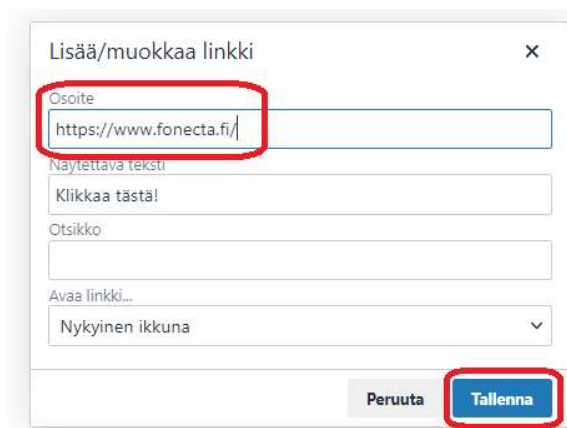 Lisää/muokkaa linkki
Osoite
https://www.fonecta.fi/
Näytettävä teksti
Klikkaa tästä!
Otsikko
Avaa linkki...
Nykyinen ikkuna
Peruuta Tallenna